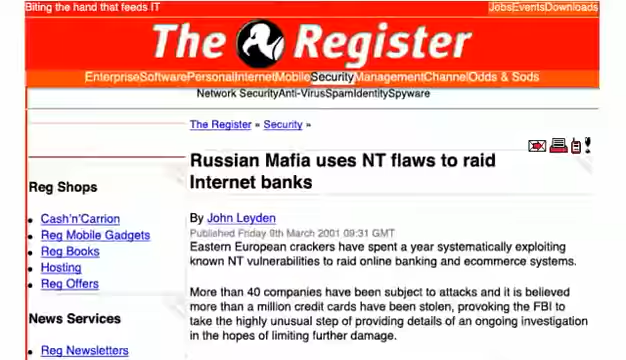 Biting the hand that feeds IT
JobsEventsDownloads
The Register
EnterpriseSoftwarePersonalInternetMobileSecurityManagementChannelOdds & Sods
Network SecurityAnti-VirusSpamIdentitySpyware
The Register » Security »
Russian Mafia uses NT flaws to raid
Internet banks
By John Leyden
Published Friday 9th March 2001 09:31 GMT
Eastern European crackers have spent a year systematically exploiting
known NT vulnerabilities to raid online banking and ecommerce systems.
More than 40 companies have been subject to attacks and it is believed
more than a million credit cards have been stolen, provoking the FBI to
take the highly unusual step of providing details of an ongoing investigation
in the hopes of limiting further damage.
Reg Shops
Cash'n'Carrion
Reg Mobile Gadgets
Reg Books
Hosting
Reg Offers
News Services
Reg Newsletters